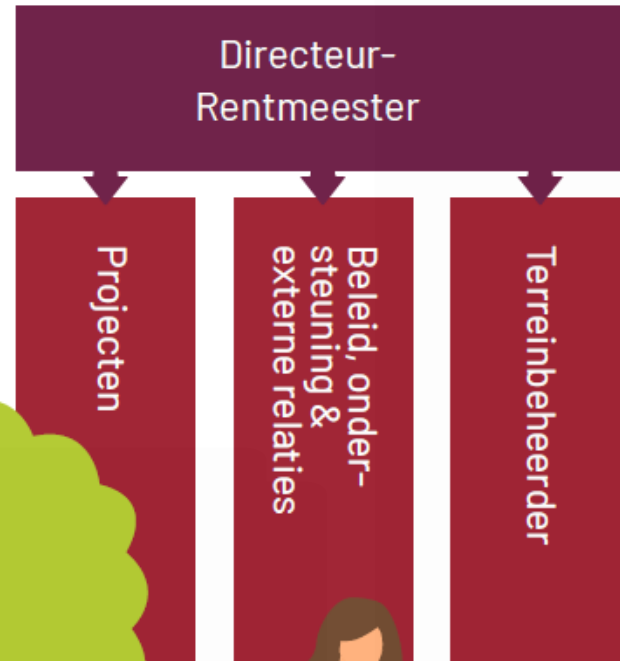 Directeur-
Rentmeester
Projecten
Beleid, onder-
steuning &
externe relaties
Terreinbeheerder